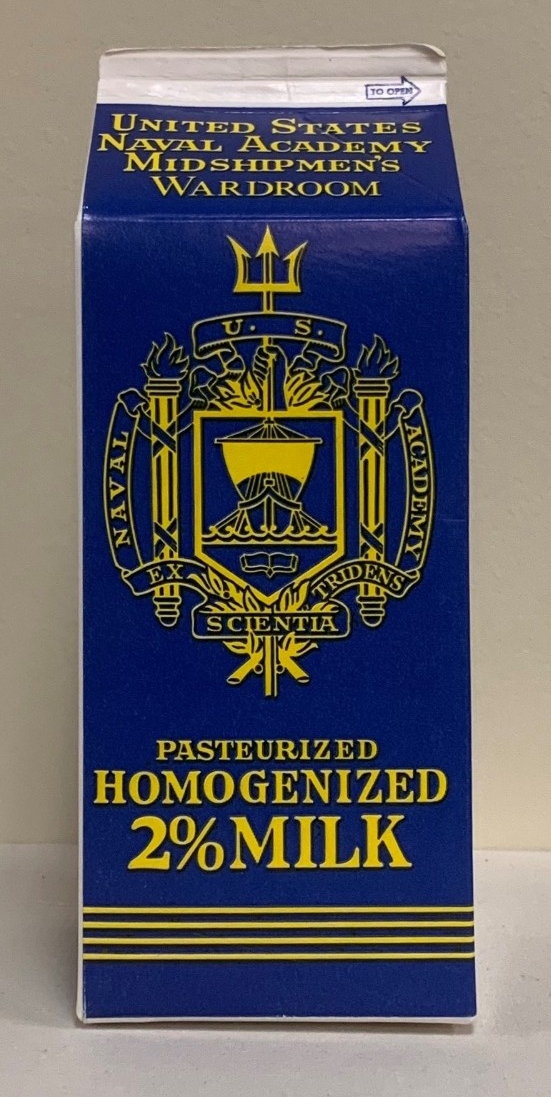 TO OPEN
UNITED STATES
NAVAL ACADEMY
MIDSHIPMEN'S
WARDROOM
U. S.
NAVAL
ACADEMY
EX
TRIDENS
SCIENTIA
PASTEURIZED
HOMOGENIZED
2% MILK